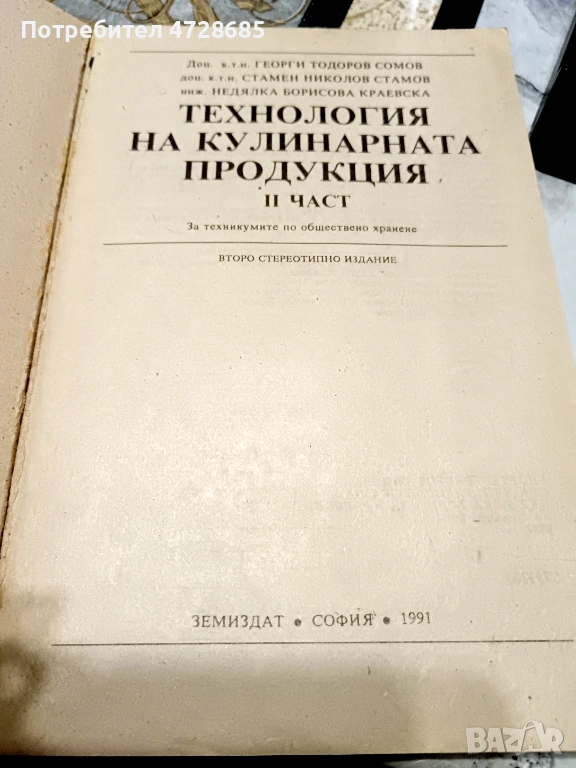 Потребител 4728685
Доц. к.т.н. ГЕОРГИ ТОДОРОВ СОМОВ
доц. к.т.н. СТАМЕН НИКОЛОВ СТАМОВ
инж. НЕДЯЛКА БОРИСОВА КРАЕВСКА
ТЕХНОЛОГИЯ
НА КУЛИНАРНАТА
ПРОДУКЦИЯ
II ЧАСТ
За техникумите по обществено хранене
ВТОРО СТЕРЕОТИПНО ИЗДАНИЕ
ЗЕМИЗДАТ • СОФИЯ • 1991
BAZAR